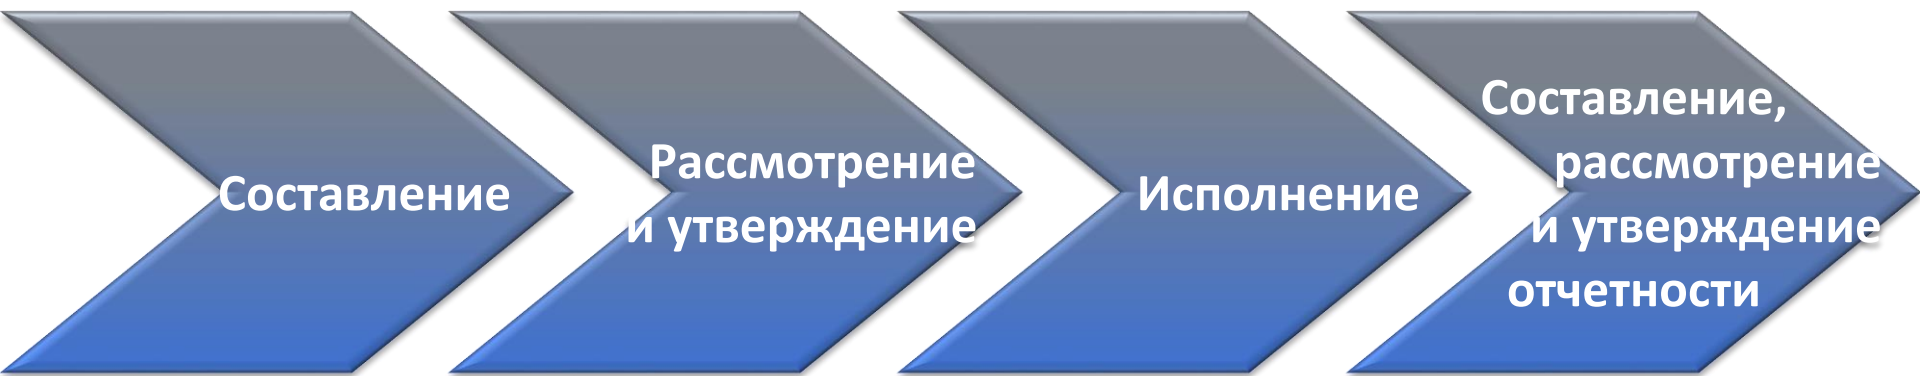 Составление
Рассмотрение
и утверждение
Исполнение
Составление,
рассмотрение
и утверждение
отчетности